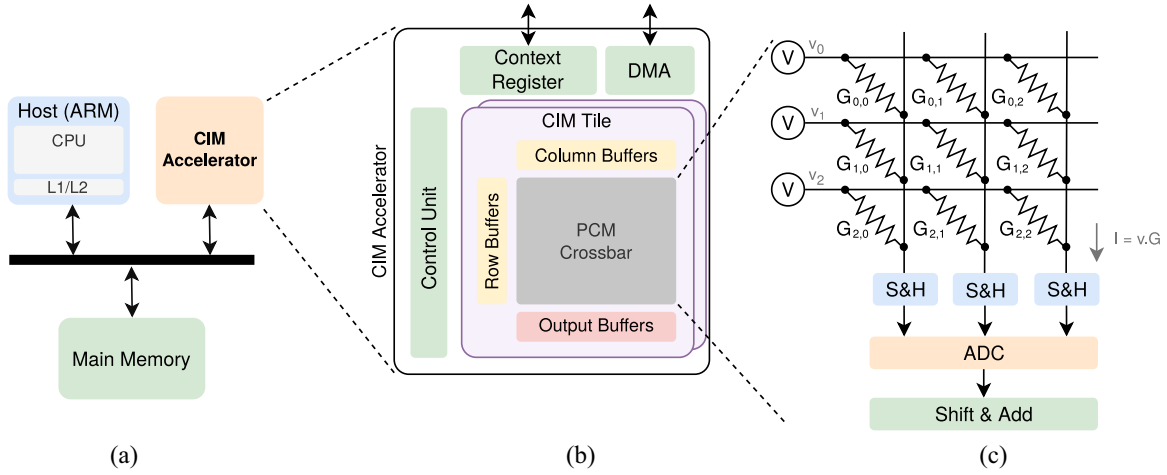 Host (ARM)
CPU
L1/L2
CIM
Accelerator
Main Memory
(a)
Context
Register
DMA
CIM Accelerator
Control Unit
CIM Tile
Column Buffers
Row Buffers
PCM
Crossbar
Output Buffers
(b)
V v0
G0,0 G0,1 G0,2
V v1
G1,0 G1,1 G1,2
V v2
G2,0 G2,1 G2,2
I = v.G
S&H S&H S&H
ADC
Shift & Add
(c)